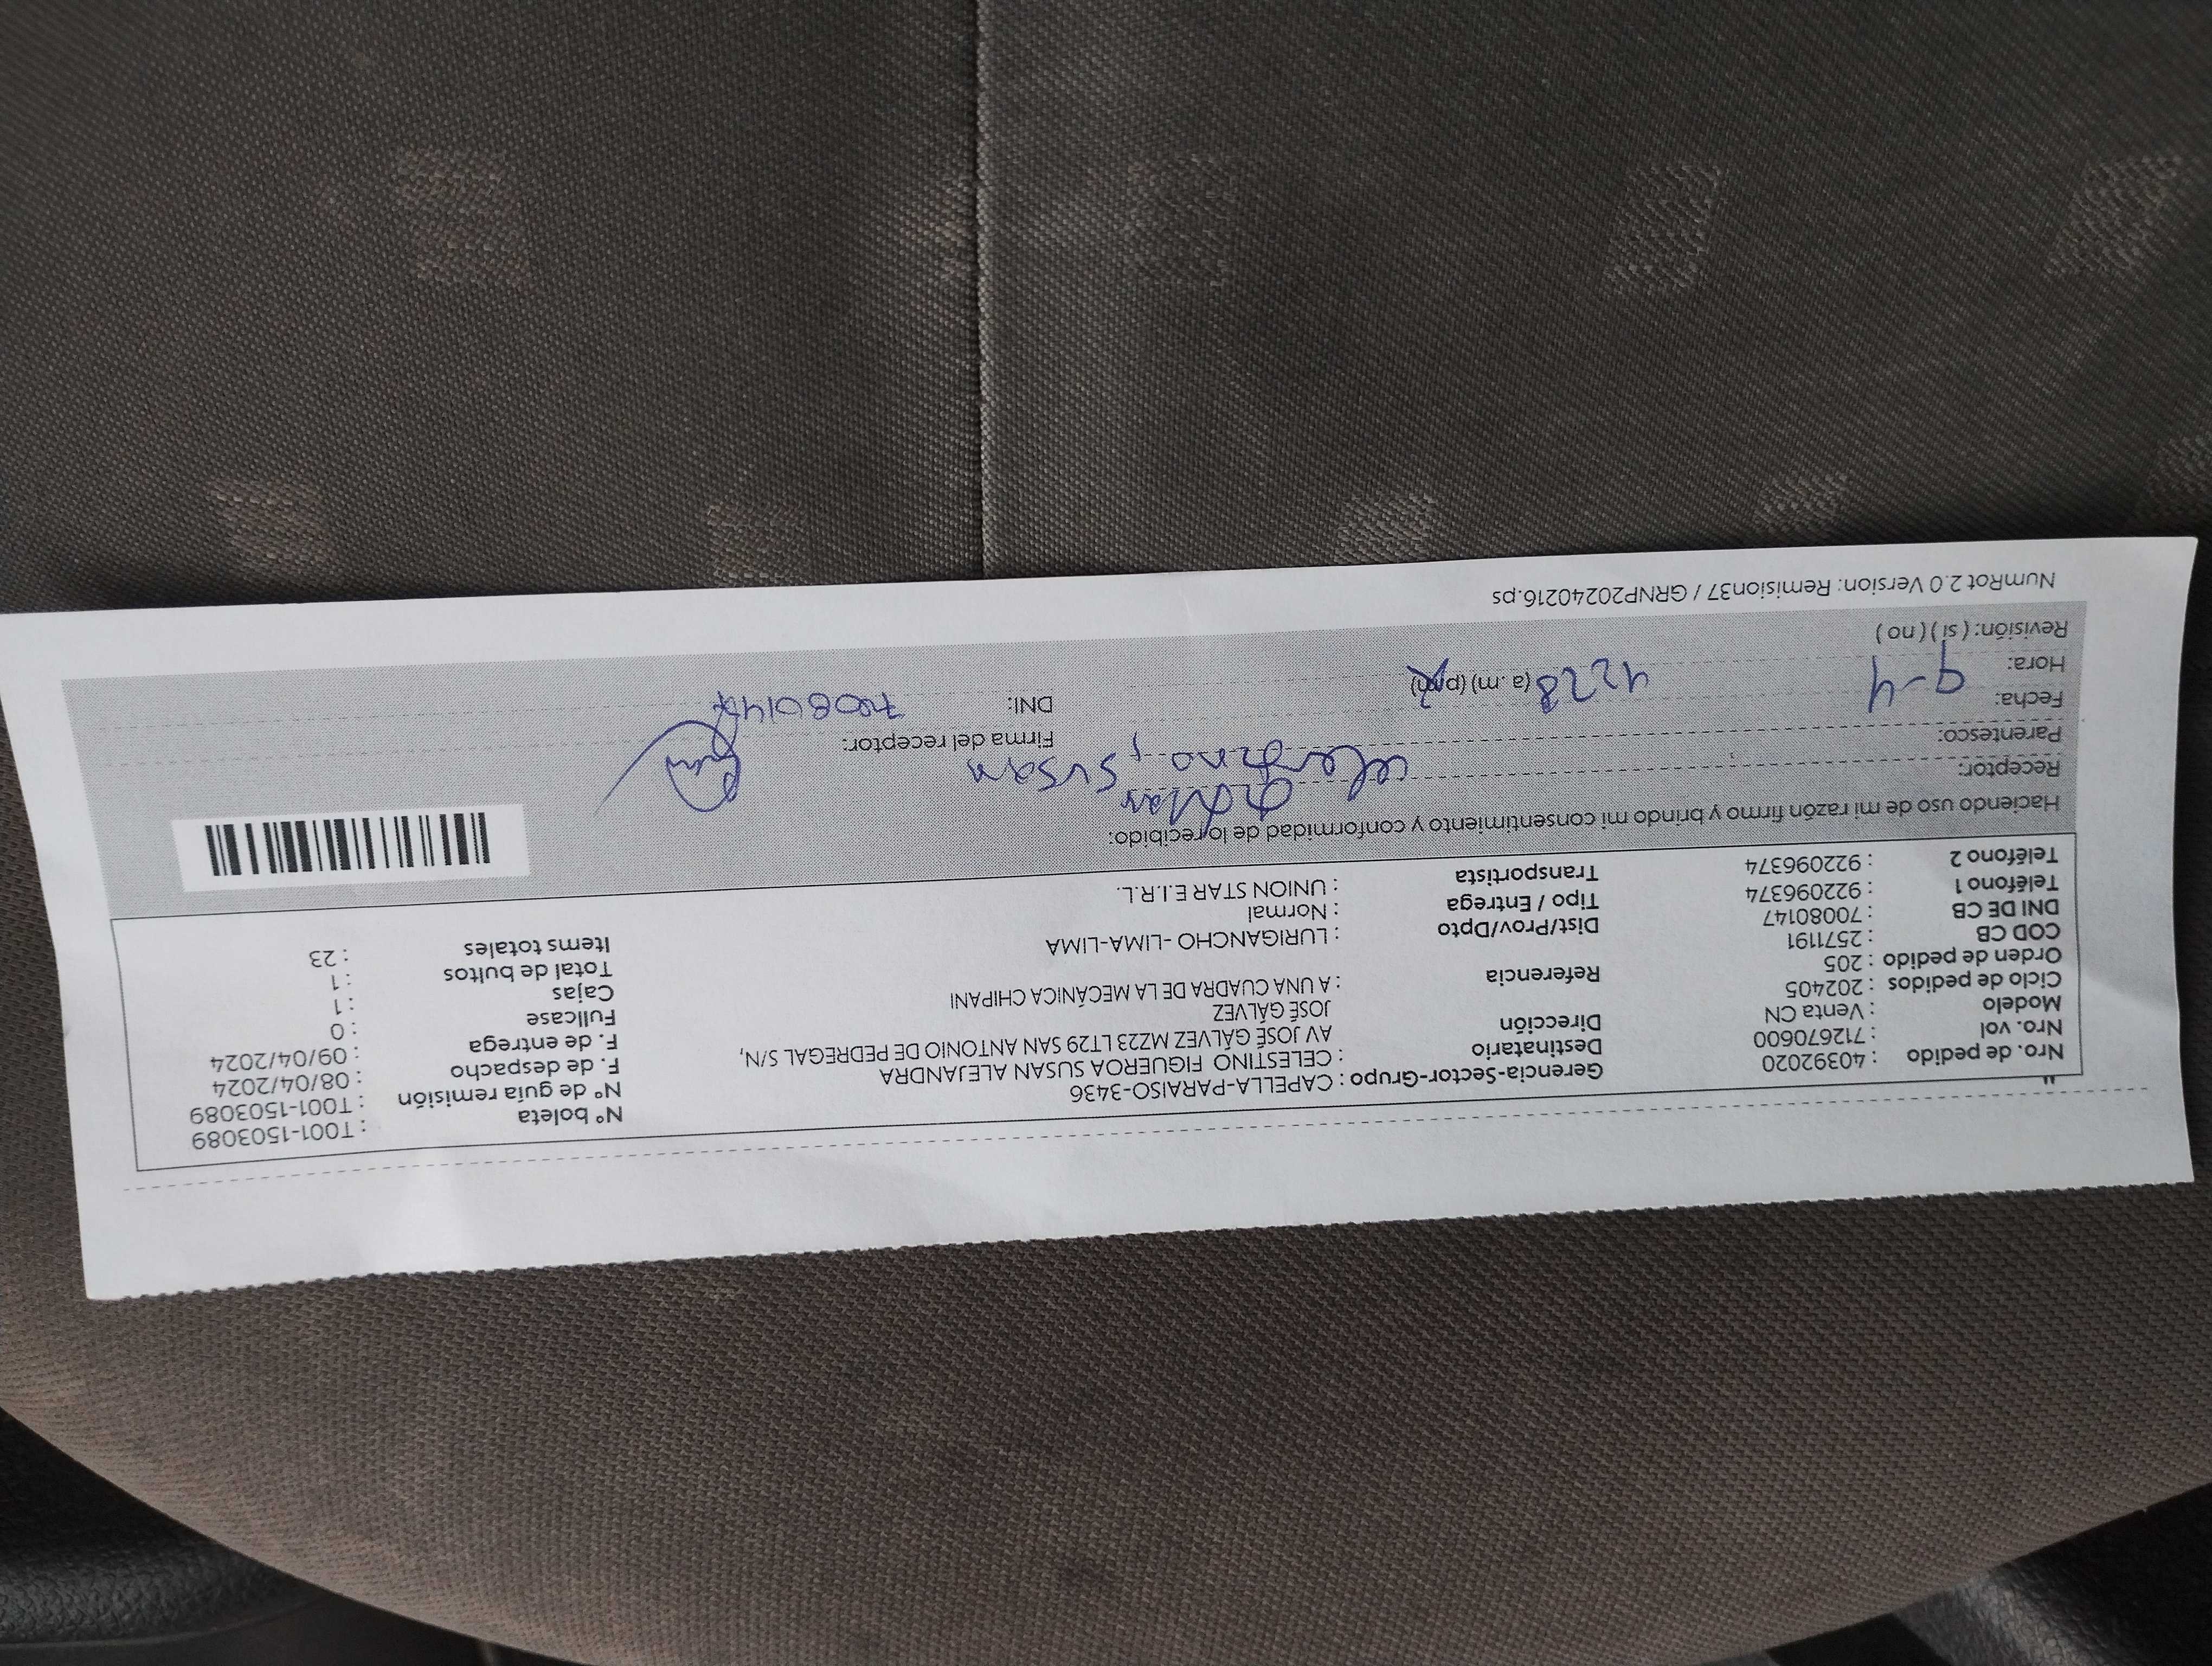 Nro. de pedido : 40392020
Nro. vol : 712670600
Modelo : Venta CN
Ciclo de pedidos : 202405
Orden de pedido : 205
COD CB : 2571191
DNI DE CB : 70080147
Teléfono 1 : 922096374
Teléfono 2 : 922096374
Gerencia-Sector-Grupo : CAPELLA-PARAISO-3436
Destinatario : CELESTINO FIGUEROA SUSAN ALEJANDRA
Dirección AV JOSÉ GÁLVEZ MZ23 LT29 SAN ANTONIO DE PEDREGAL S/N,
JOSÉ GÁLVEZ
Referencia : A UNA CUADRA DE LA MECÁNICA CHIPANI
Dist/Prov/Dpto : LURIGANCHO -LIMA-LIMA
Tipo / Entrega : Normal
Transportista : UNION STAR E.I.R.L.
N° boleta : T001-1503089
N° de guía remisión : T001-1503089
F. de despacho : 08/04/2024
F. de entrega : 09/04/2024
Fullcase : 0
Cajas : 1
Total de bultos : 1
Items totales : 23
Haciendo uso de mi razón firmo y brindo mi consentimiento y conformidad de lo recibido:
Receptor:
Parentesco:
Susan
Firma del receptor:
Fecha: 9-4
Hora: 4:28 (a.m) (pm)
DNI:
Revisión: ( si ) ( no )
NumRot 2.0 Version: Remision37 / GRNP20240216.ps